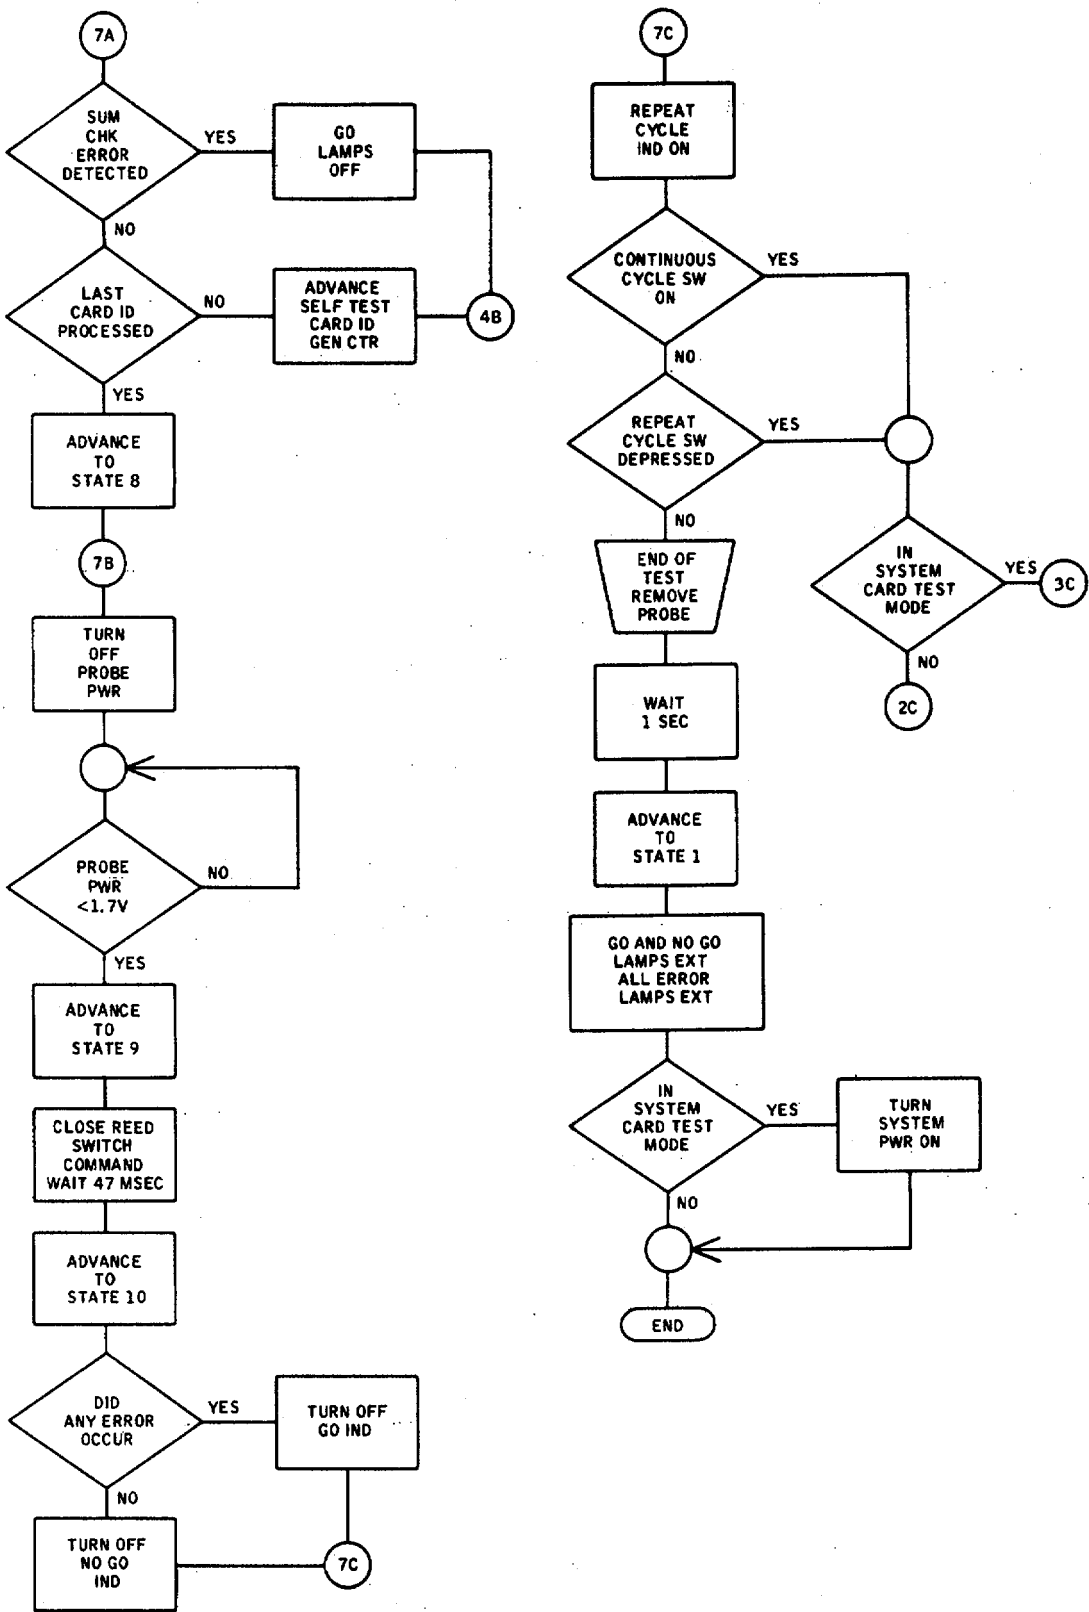 7A
SUM
CHK
ERROR
DETECTED
YES
GO
LAMPS
OFF
NO
LAST
CARD ID
PROCESSED
NO
ADVANCE
SELF TEST
CARD ID
GEN CTR
4B
YES
ADVANCE
TO
STATE 8
7B
TURN
OFF
PROBE
PWR
PROBE
PWR
<1.7V
NO
YES
ADVANCE
TO
STATE 9
CLOSE REED
SWITCH
COMMAND
WAIT 47 MSEC
ADVANCE
TO
STATE 10
DID
ANY ERROR
OCCUR
YES
TURN OFF
GO IND
NO
TURN OFF
NO GO
IND
7C
7C
REPEAT
CYCLE
IND ON
CONTINUOUS
CYCLE SW
ON
YES
NO
REPEAT
CYCLE SW
DEPRESSED
YES
NO
IN
SYSTEM
CARD TEST
MODE
YES
3C
NO
2C
END OF
TEST
REMOVE
PROBE
WAIT
1 SEC
ADVANCE
TO
STATE 1
GO AND NO GO
LAMPS EXT
ALL ERROR
LAMPS EXT
IN
SYSTEM
CARD TEST
MODE
YES
TURN
SYSTEM
PWR ON
NO
END